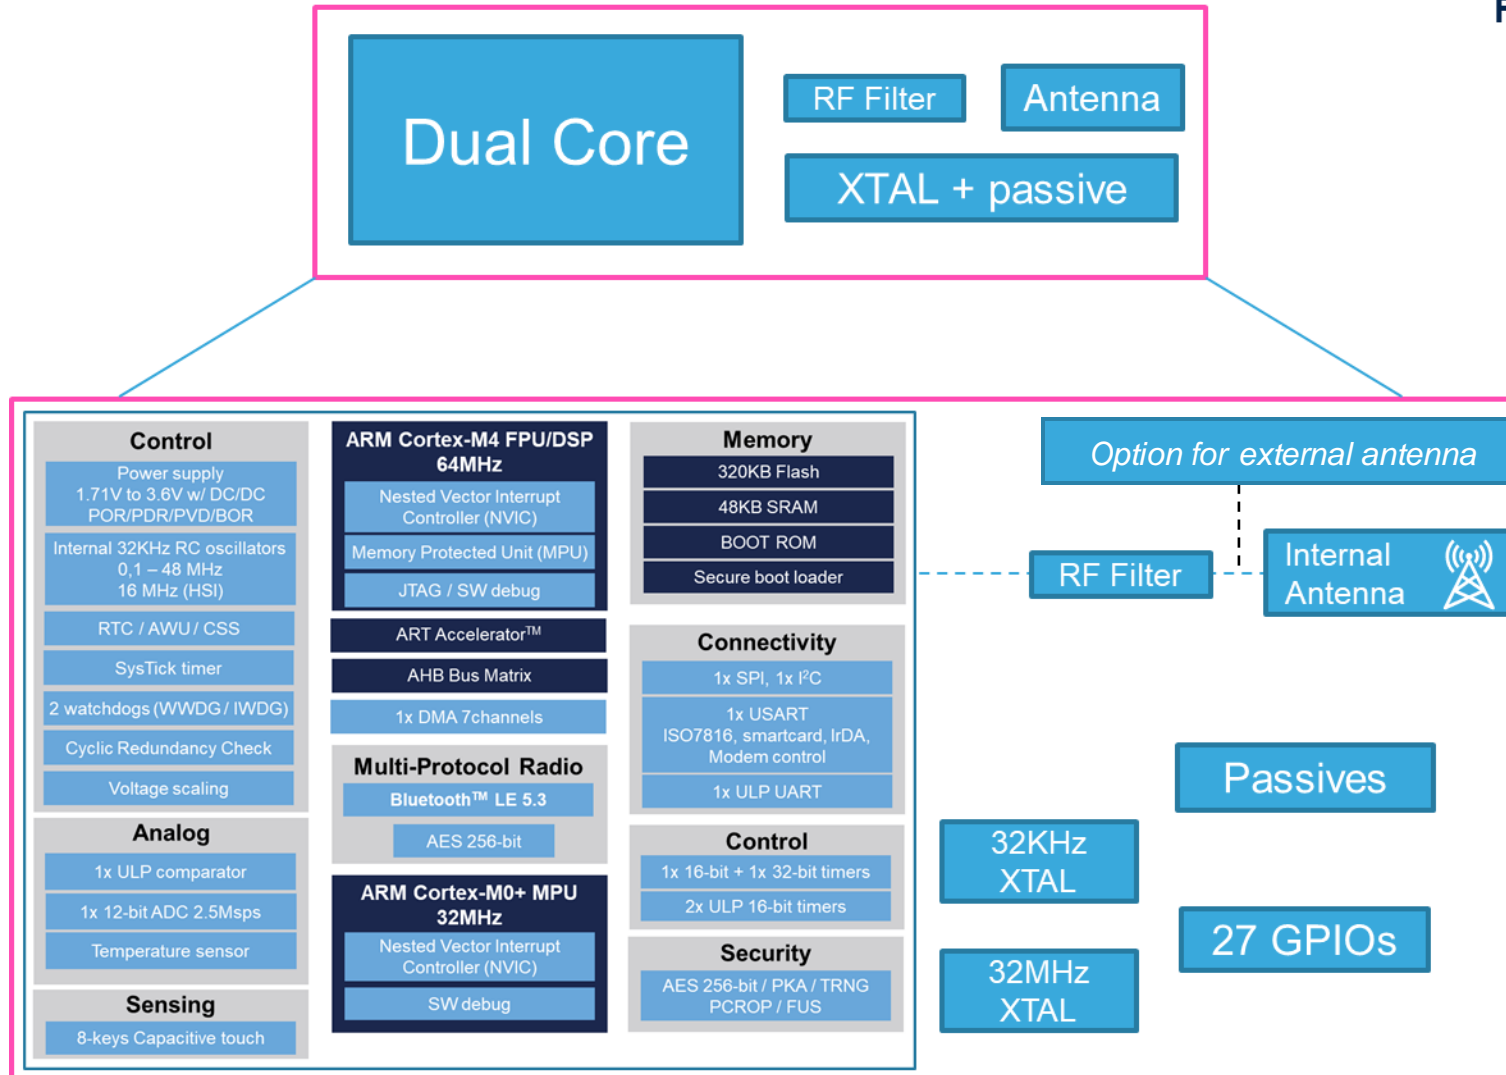 Dual Core
RF Filter
Antenna
XTAL + passive
Control
Power supply
1.71V to 3.6V w/ DC/DC
POR/PDR/PVD/BOR
Internal 32KHz RC oscillators
0,1 – 48 MHz
16 MHz (HSI)
RTC / AWU / CSS
SysTick timer
2 watchdogs (WWDG / IWDG)
Cyclic Redundancy Check
Voltage scaling
Analog
1x ULP comparator
1x 12-bit ADC 2.5Msps
Temperature sensor
Sensing
8-keys Capacitive touch
ARM Cortex-M4 FPU/DSP
64MHz
Nested Vector Interrupt
Controller (NVIC)
Memory Protected Unit (MPU)
JTAG / SW debug
ART Accelerator™
AHB Bus Matrix
1x DMA 7channels
Multi-Protocol Radio
Bluetooth™ LE 5.3
AES 256-bit
ARM Cortex-M0+ MPU
32MHz
Nested Vector Interrupt
Controller (NVIC)
SW debug
Memory
320KB Flash
48KB SRAM
BOOT ROM
Secure boot loader
Connectivity
1x SPI, 1x I²C
1x USART
ISO7816, smartcard, IrDA,
Modem control
1x ULP UART
Control
1x 16-bit + 1x 32-bit timers
2x ULP 16-bit timers
Security
AES 256-bit / PKA / TRNG
PCROP / FUS
Option for external antenna
RF Filter
Internal
Antenna
Passives
32KHz
XTAL
27 GPIOs
32MHz
XTAL